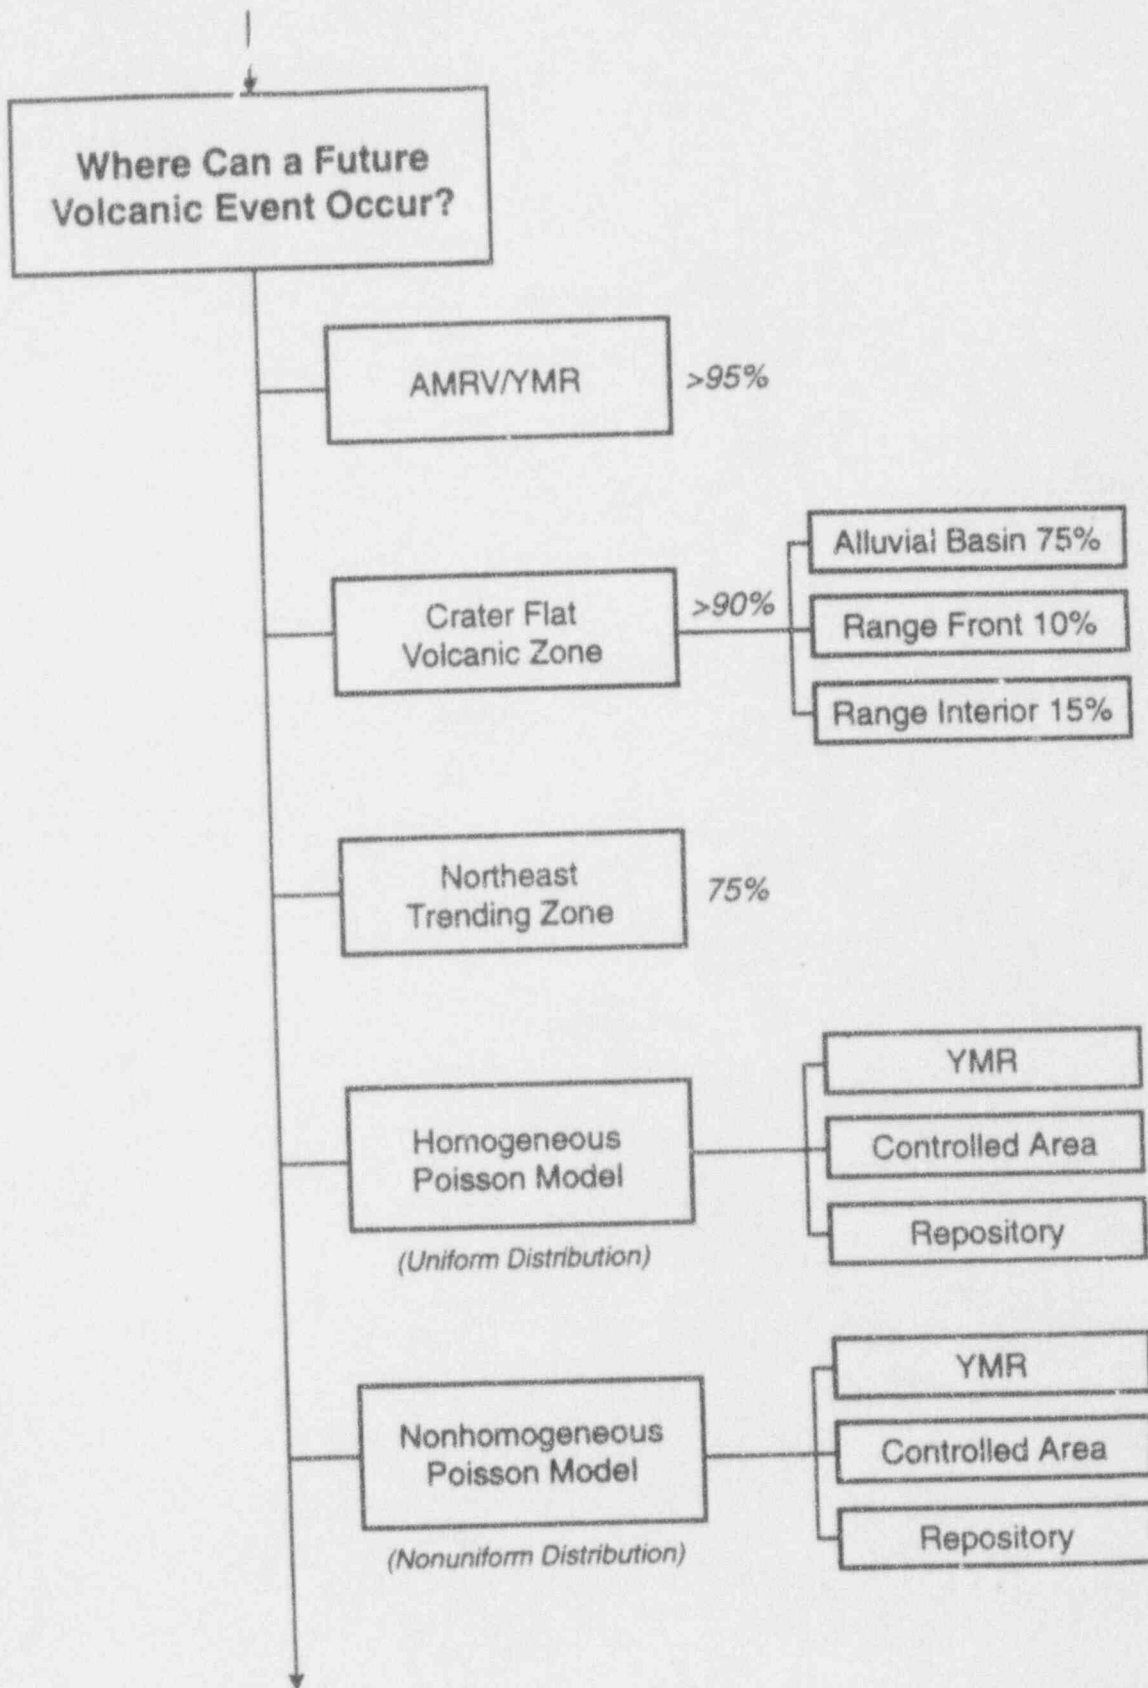 Where Can a Future
Volcanic Event Occur?
AMRV/YMR
>95%
Crater Flat
Volcanic Zone
>90%
Alluvial Basin 75%
Range Front 10%
Range Interior 15%
Northeast
Trending Zone
75%
Homogeneous
Poisson Model
(Uniform Distribution)
YMR
Controlled Area
Repository
Nonhomogeneous
Poisson Model
(Nonuniform Distribution)
YMR
Controlled Area
Repository